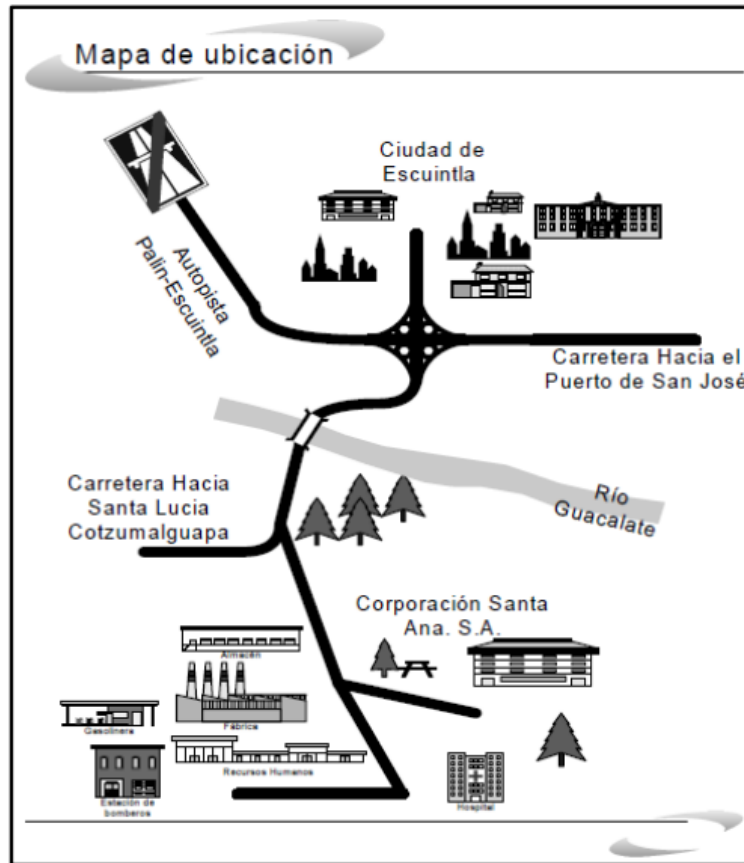 Mapa de ubicación
Ciudad de
Escuintla
Autopista
Palin-Escuintla
Carretera Hacia el
Puerto de San José
Carretera Hacia
Santa Lucia
Cotzumalguapa
Río
Guacalate
Corporación Santa
Ana. S.A.
Almacén
Fábrica
Gasolinera
Recursos Humanos
Estación de
bomberos
Hospital